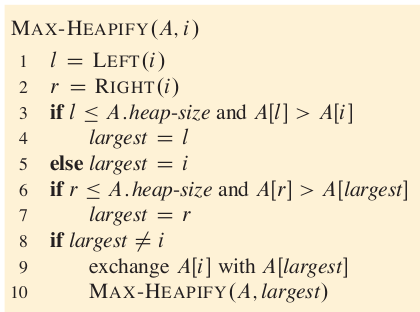 MAX-HEAPIFY(A, i)
1 l = LEFT(i)
2 r = RIGHT(i)
3 if l ≤ A.heap-size and A[l] > A[i]
4 largest = l
5 else largest = i
6 if r ≤ A.heap-size and A[r] > A[largest]
7 largest = r
8 if largest ≠ i
9 exchange A[i] with A[largest]
10 MAX-HEAPIFY(A, largest)